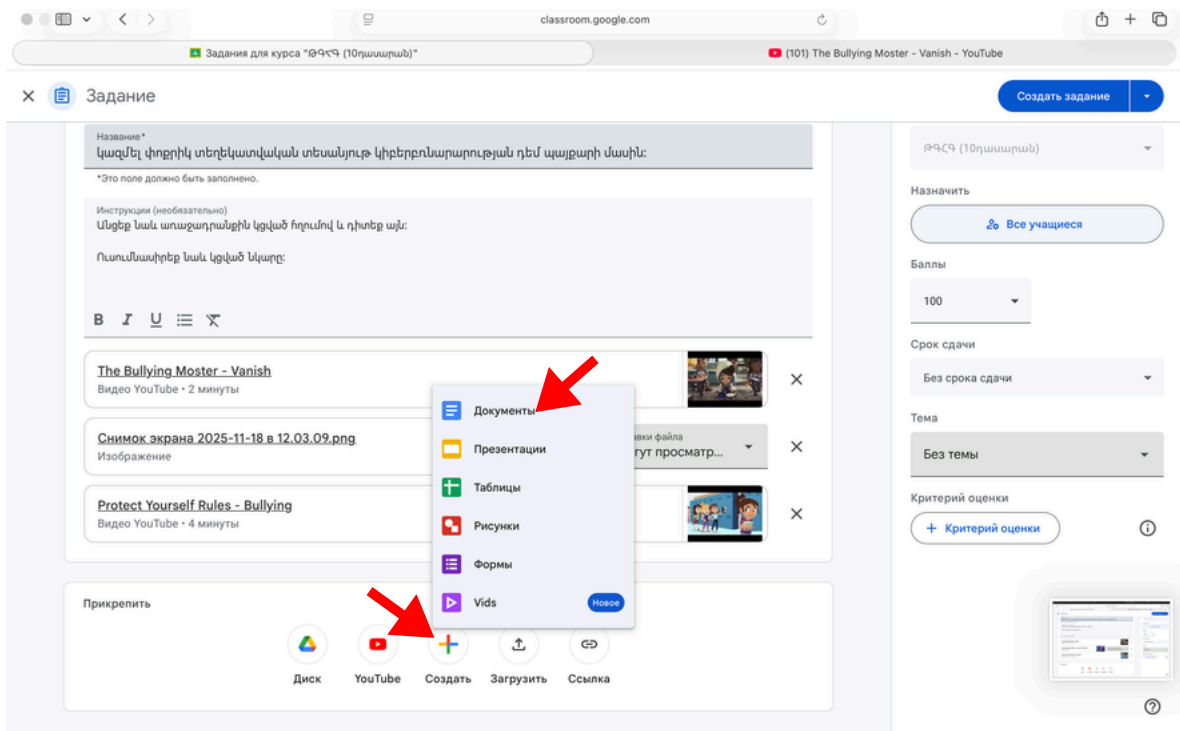 classroom.google.com
Задания для курса "ԹԳՀԳ (10դասարան)"
(101) The Bullying Moster - Vanish - YouTube
Задание
Создать задание
Название*
կազմել փոքրիկ տեղեկատվական տեսանյութ կիբերբռնարարության դեմ պայքարի մասին:
*Это поле должно быть заполнено.
Инструкции (необязательно)
Անցեք նաև առաջադրանքին կցված հղումով և դիտեք այն:
Ուսումնասիրեք նաև կցված նկարը:
B I U
The Bullying Moster - Vanish
Видео YouTube • 2 минуты
Снимок экрана 2025-11-18 в 12.03.09.png
Изображение
файла
просматр...
Protect Yourself Rules - Bullying
Видео YouTube • 4 минуты
Документы
Презентации
Таблицы
Рисунки
Формы
Vids
Новое
Прикрепить
Диск
YouTube
Создать
Загрузить
Ссылка
ԹԳՀԳ (10դասարան)
Назначить
Все учащиеся
Баллы
100
Срок сдачи
Без срока сдачи
Тема
Без темы
Критерий оценки
+ Критерий оценки